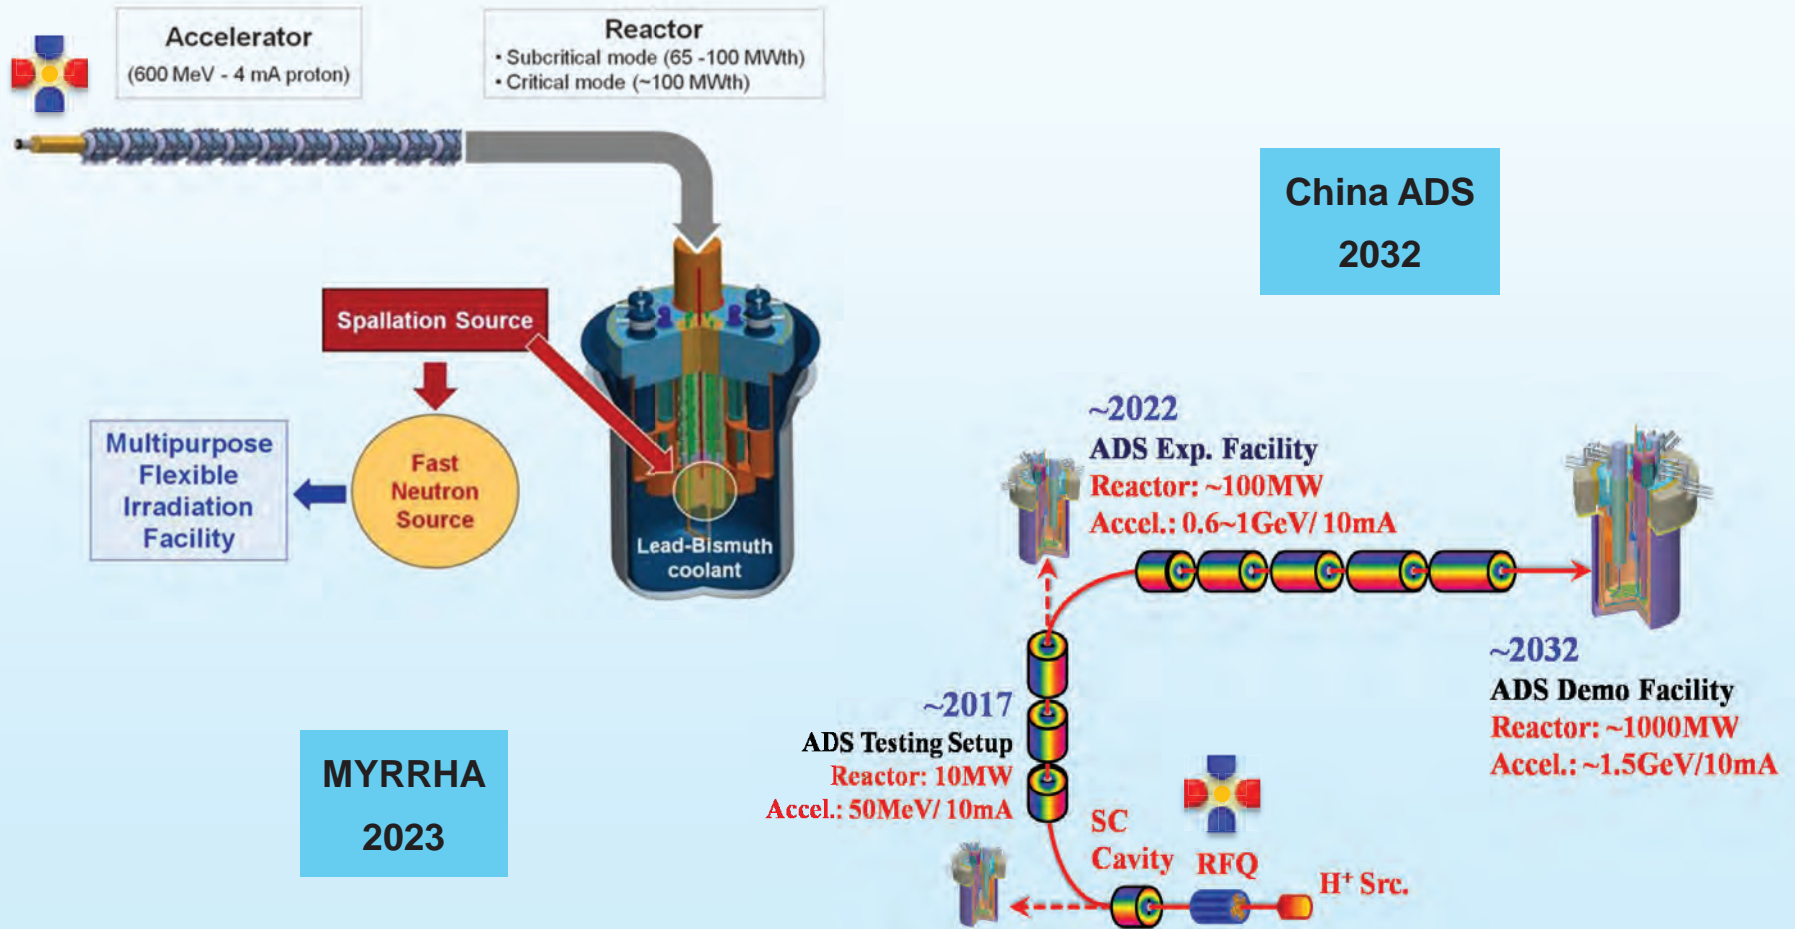 Accelerator
(600 MeV - 4 mA proton)
Reactor
• Subcritical mode (65 -100 MWth)
• Critical mode (~100 MWth)
Spallation Source
Multipurpose
Flexible
Irradiation
Facility
Fast
Neutron
Source
Lead-Bismuth
coolant
MYRRHA
2023
China ADS
2032
~2022
ADS Exp. Facility
Reactor: ~100MW
Accel.: 0.6~1GeV/ 10mA
~2032
ADS Demo Facility
Reactor: ~1000MW
Accel.: ~1.5GeV/10mA
~2017
ADS Testing Setup
Reactor: 10MW
Accel.: 50MeV/ 10mA
SC
Cavity
RFQ
H⁺ Src.